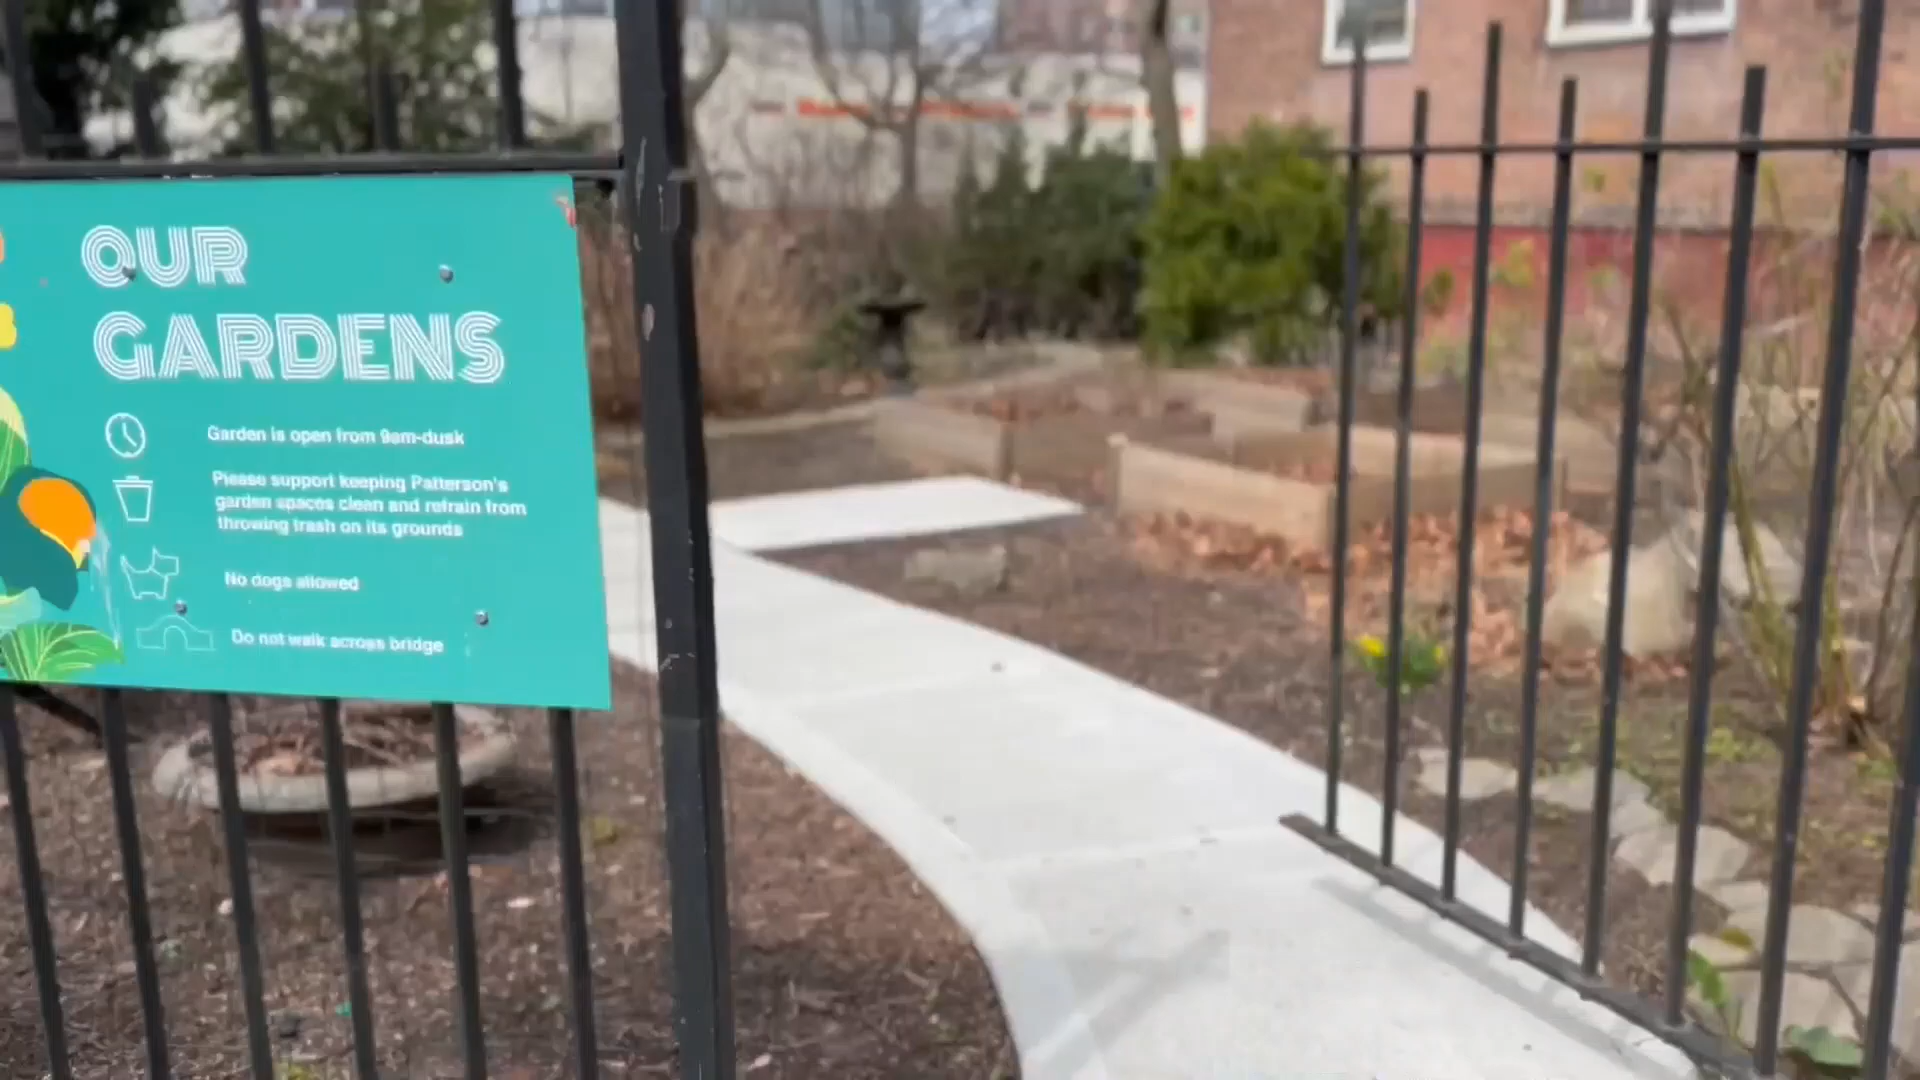 OUR
GARDENS
Garden is open from 9am-dusk
Please support keeping Patterson's
garden spaces clean and refrain from
throwing trash on its grounds
No dogs allowed
Do not walk across bridge